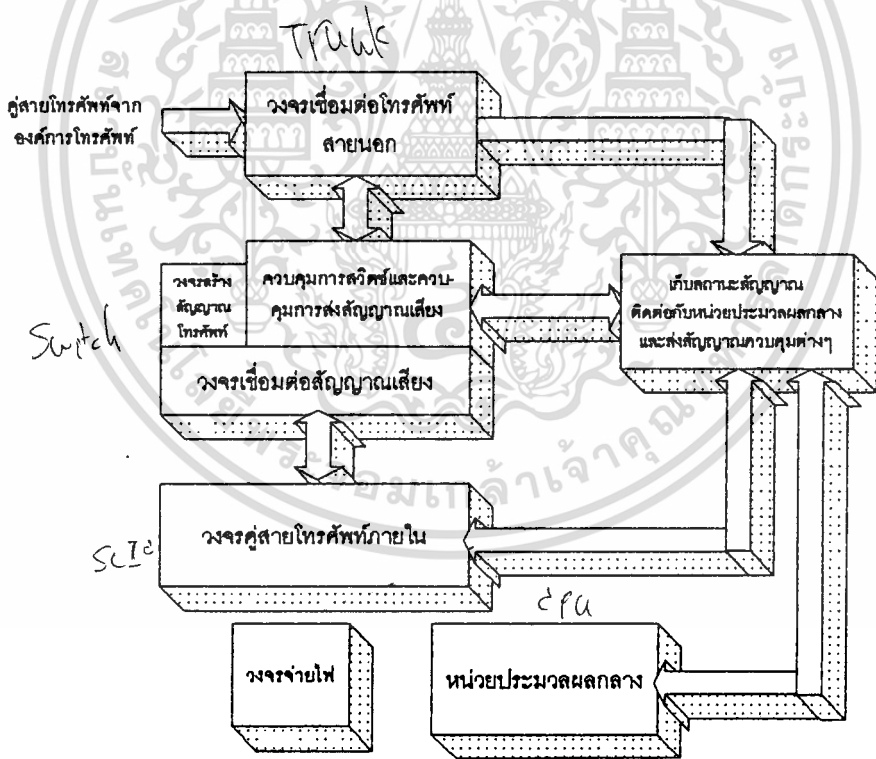 Trunk
คู่สายโทรศัพท์จาก
องค์การโทรศัพท์
วงจรเชื่อมต่อโทรศัพท์
สายนอก
วงจรสร้าง
สัญญาณ
โทรศัพท์
ควบคุมการสวิตซ์และควบ-
คุมการส่งสัญญาณเสียง
เก็บสถานะสัญญาณ
ติดต่อกับหน่วยประมวลผลกลาง
และส่งสัญญาณควบคุมต่างๆ
Switch
วงจรเชื่อมต่อสัญญาณเสียง
วงจรคู่สายโทรศัพท์ภายใน
CPU
วงจรจ่ายไฟ
หน่วยประมวลผลกลาง